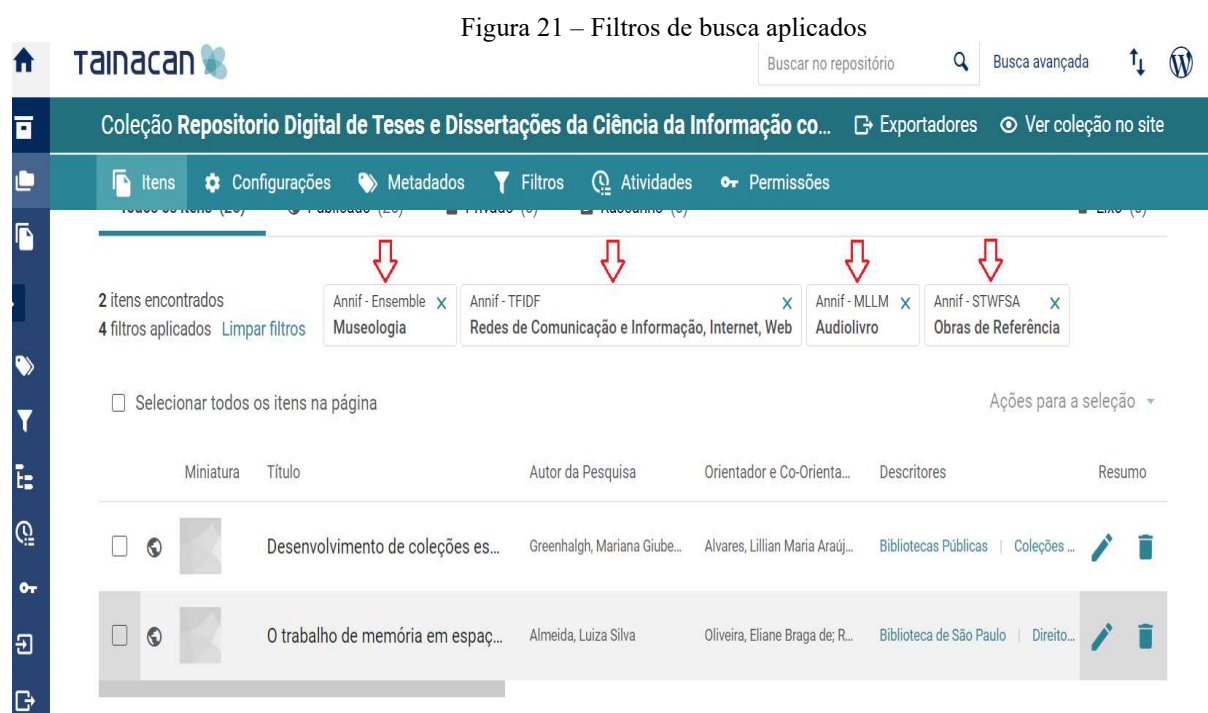 Figura 21 – Filtros de busca aplicados
Tainacan
Buscar no repositório
Busca avançada
Coleção Repositorio Digital de Teses e Dissertações da Ciência da Informação co...
Exportadores
Ver coleção no site
Itens
Configurações
Metadados
Filtros
Atividades
Permissões
2 itens encontrados
4 filtros aplicados Limpar filtros
Annif - Ensemble X
Museologia
Annif - TFIDF X
Redes de Comunicação e Informação, Internet, Web
Annif - MLLM X
Audiolivro
Annif - STWFSA X
Obras de Referência
Selecionar todos os itens na página
Ações para a seleção
Miniatura Título Autor da Pesquisa Orientador e Co-Orienta... Descritores Resumo
Desenvolvimento de coleções es... Greenhalgh, Mariana Giube... Alvares, Lillian Maria Araúj... Bibliotecas Públicas | Coleções ...
O trabalho de memória em espaç... Almeida, Luiza Silva Oliveira, Eliane Braga de; R... Biblioteca de São Paulo | Direito...